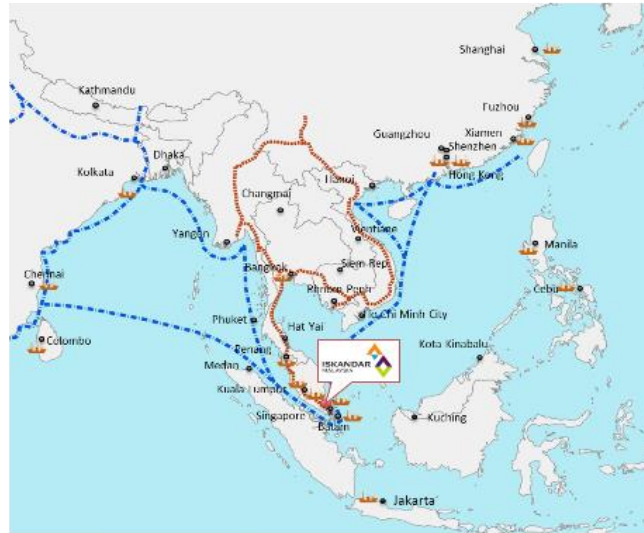 Shanghai
Kathmandu
Fuzhou
Guangzhou
Xiamen
Shenzhen
Dhaka
Hong Kong
Kolkata
Hanoi
Changmai
Yangon
Vientiane
Manila
Bangkok
Siem Rep
Chennai
Phnom Penh
Cebu
Phuket
Ho Chi Minh City
Hat Yai
Colombo
Penang
Kota Kinabalu
Medan
ISKANDAR
MALAYSIA
Kuala Lumpur
Singapore
Kuching
Batam
Jakarta